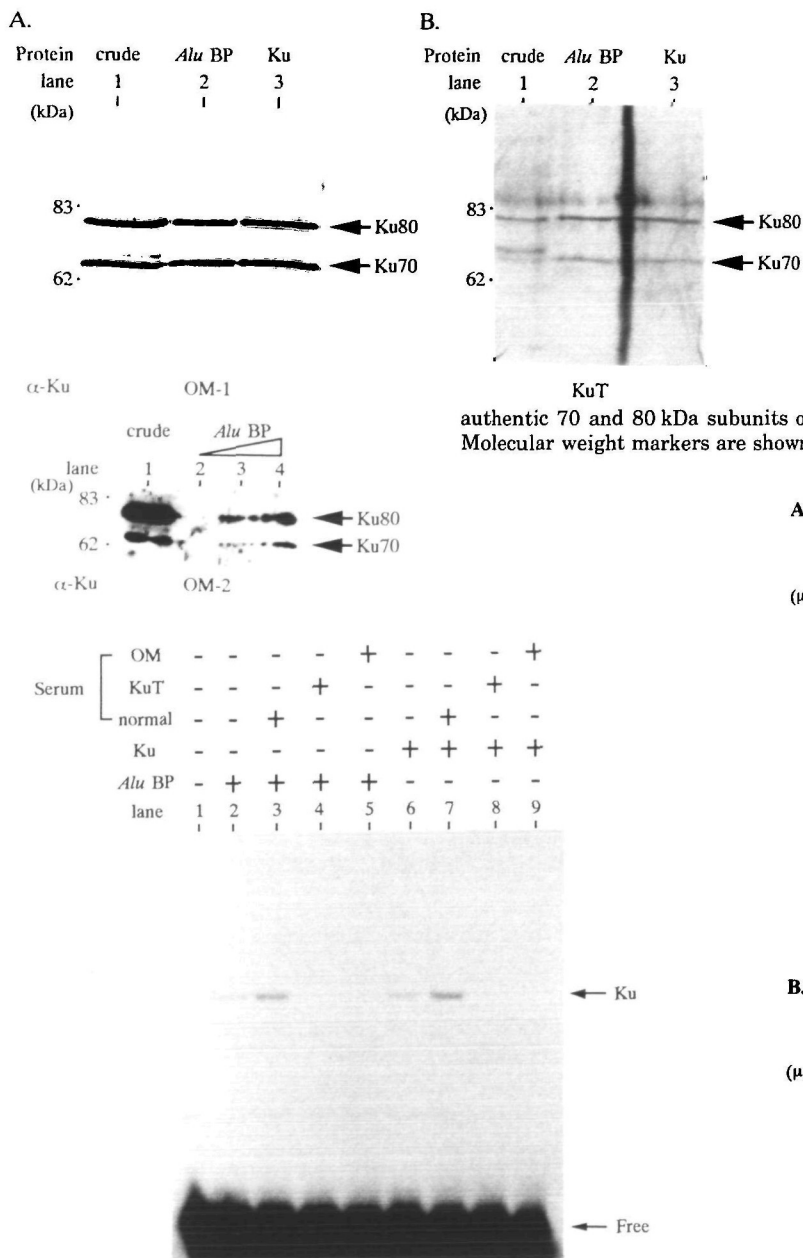 A.
Protein crude Alu BP Ku
lane 1 2 3
(kDa)
83
Ku80
Ku70
62
α-Ku OM-1
B.
Protein crude Alu BP Ku
lane 1 2 3
(kDa)
83
Ku80
Ku70
62
KuT
authentic 70 and 80 kDa subunits o
Molecular weight markers are shown
crude Alu BP
lane 1 2 3 4
(kDa)
83
Ku80
62
Ku70
α-Ku OM-2
A
(µ
OM - - - - + - - - +
Serum KuT - - - + - - - + -
normal - - + - - - + - -
Ku - - - - - + + + +
Alu BP - + + + + - - - -
lane 1 2 3 4 5 6 7 8 9
Ku
Free
B.
(µ